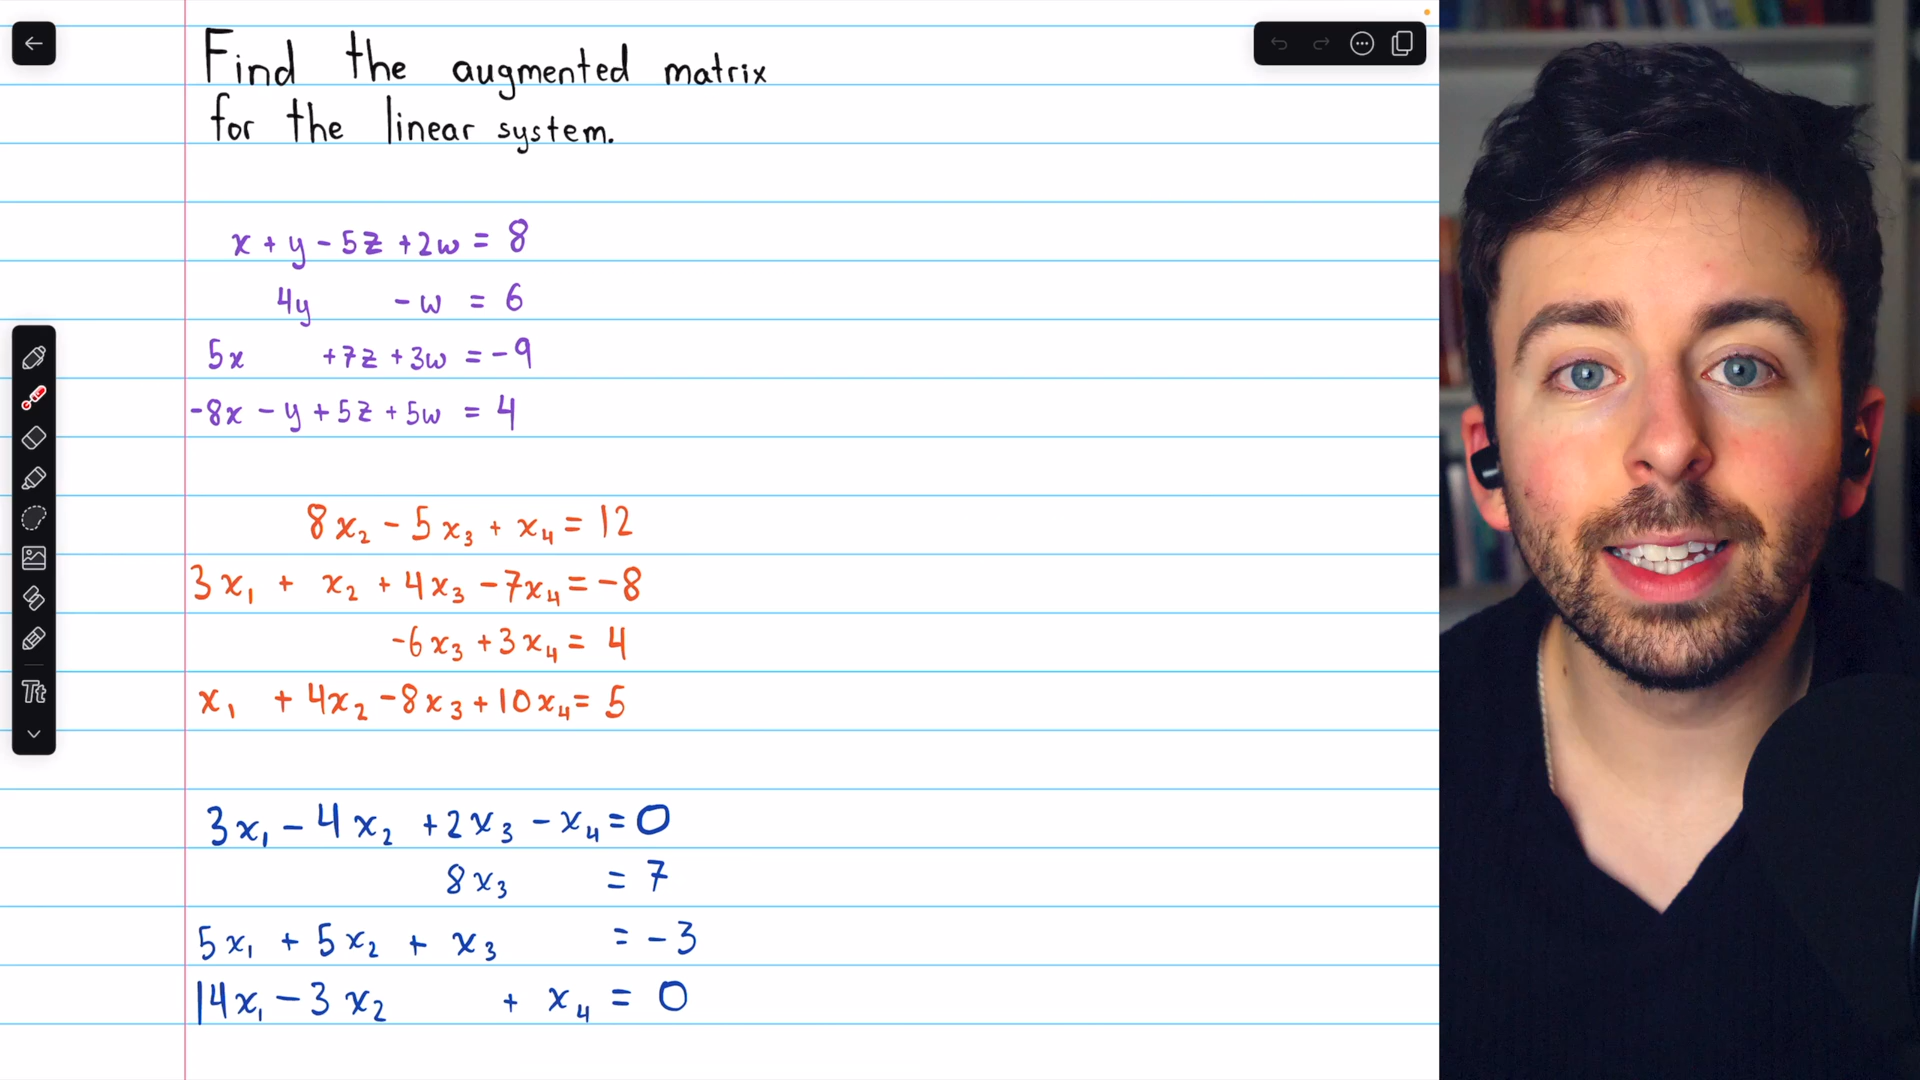 Find the augmented matrix
for the linear system.
x + y - 5z + 2w = 8
4y - w = 6
5x + 7z + 3w = -9
-8x - y + 5z + 5w = 4
8x₂ - 5x₃ + x₄ = 12
3x₁ + x₂ + 4x₃ - 7x₄ = -8
-6x₃ + 3x₄ = 4
x₁ + 4x₂ - 8x₃ + 10x₄ = 5
3x₁ - 4x₂ + 2x₃ - x₄ = 0
8x₃ = 7
5x₁ + 5x₂ + x₃ = -3
14x₁ - 3x₂ + x₄ = 0
Tt